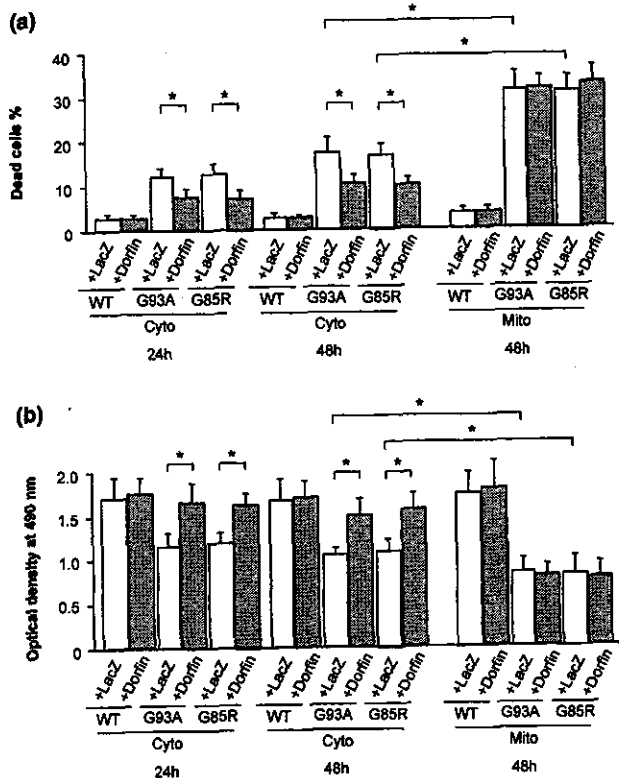 (a)
* *
* * * *
Dead cells %
40
30
20
10
0
+LacZ +Dorfin +LacZ +Dorfin +LacZ +Dorfin +LacZ +Dorfin +LacZ +Dorfin +LacZ +Dorfin +LacZ +Dorfin +LacZ +Dorfin +LacZ +Dorfin
WT G93A G85R WT G93A G85R WT G93A G85R
Cyto Cyto Mito
24h 48h 48h
(b)
* *
* * * *
Optical density at 490 nm
2.0
1.5
1.0
0.5
0
+LacZ +Dorfin +LacZ +Dorfin +LacZ +Dorfin +LacZ +Dorfin +LacZ +Dorfin +LacZ +Dorfin +LacZ +Dorfin +LacZ +Dorfin +LacZ +Dorfin
WT G93A G85R WT G93A G85R WT G93A G85R
Cyto Cyto Mito
24h 48h 48h